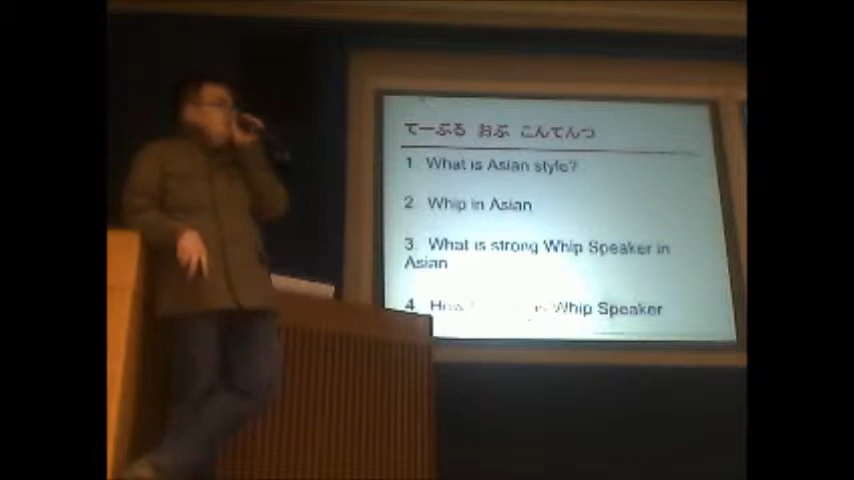 てーぶる おぶ こんてんつ
1. What is Asian style?
2. Whip in Asian
3. What is strong Whip Speaker in
Asian
4. How Whip Speaker